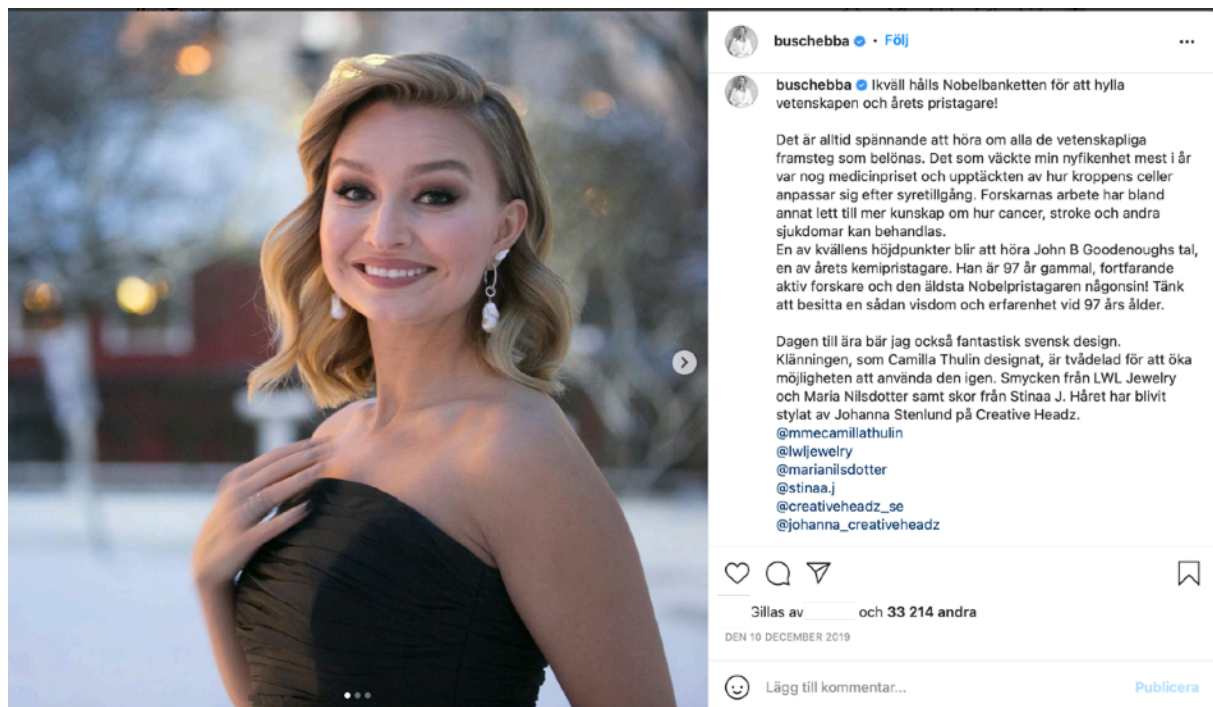 buschebba • Följ
buschebba Ikväll hålls Nobelbanketten för att hylla
vetenskapen och årets pristagare!
Det är alltid spännande att höra om alla de vetenskapliga
framsteg som belönas. Det som väckte min nyfikenhet mest i år
var nog medicinpriset och upptäckten av hur kroppens celler
anpassar sig efter syretillgång. Forskarnas arbete har bland
annat lett till mer kunskap om hur cancer, stroke och andra
sjukdomar kan behandlas.
En av kvällens höjdpunkter blir att höra John B Goodenoughs tal,
en av årets kemipristagare. Han är 97 år gammal, fortfarande
aktiv forskare och den äldsta Nobelpristagaren någonsin! Tänk
att besitta en sådan visdom och erfarenhet vid 97 års ålder.
Dagen till ära bär jag också fantastisk svensk design.
Klänningen, som Camilla Thulin designat, är tvådelad för att öka
möjligheten att använda den igen. Smycken från LWL Jewelry
och Maria Nilsdotter samt skor från Stinaa J. Håret har blivit
stylat av Johanna Stenlund på Creative Headz.
@mmecamillathulin
@lwljewelry
@marianilsdotter
@stinaa.j
@creativeheadz_se
@johanna_creativeheadz
Gillas av och 33 214 andra
DEN 10 DECEMBER 2019
Lägg till kommentar... Publicera